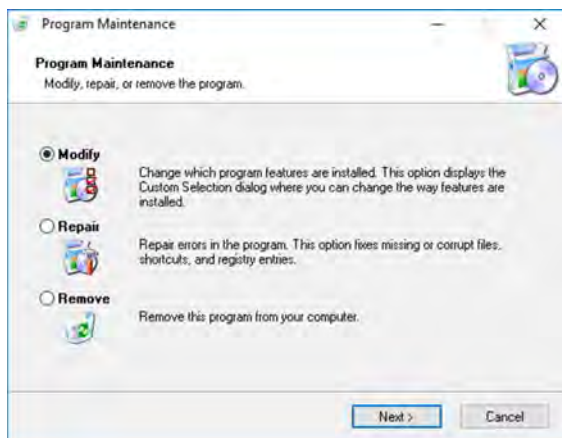 Program Maintenance
Program Maintenance
Modify, repair, or remove the program.
Modify
Change which program features are installed. This option displays the
Custom Selection dialog where you can change the way features are
installed.
Repair
Repair errors in the program. This option fixes missing or corrupt files,
shortcuts, and registry entries.
Remove
Remove this program from your computer.
Next >
Cancel